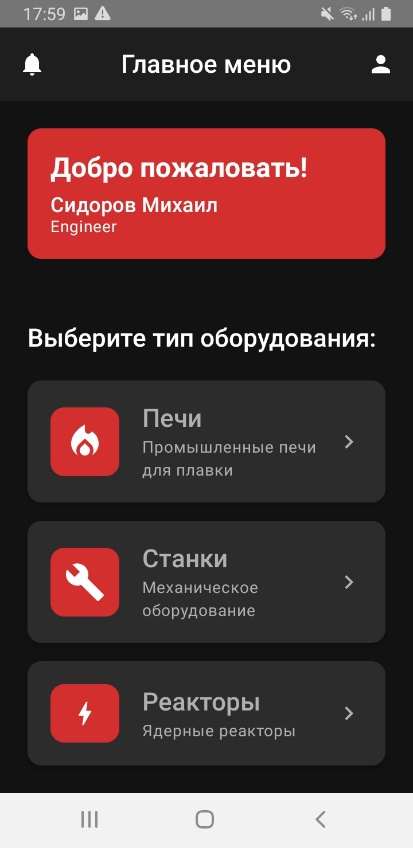 17:59
Главное меню
Добро пожаловать!
Сидоров Михаил
Engineer
Выберите тип оборудования:
Печи
Промышленные печи
для плавки
Станки
Механическое
оборудование
Реакторы
Ядерные реакторы